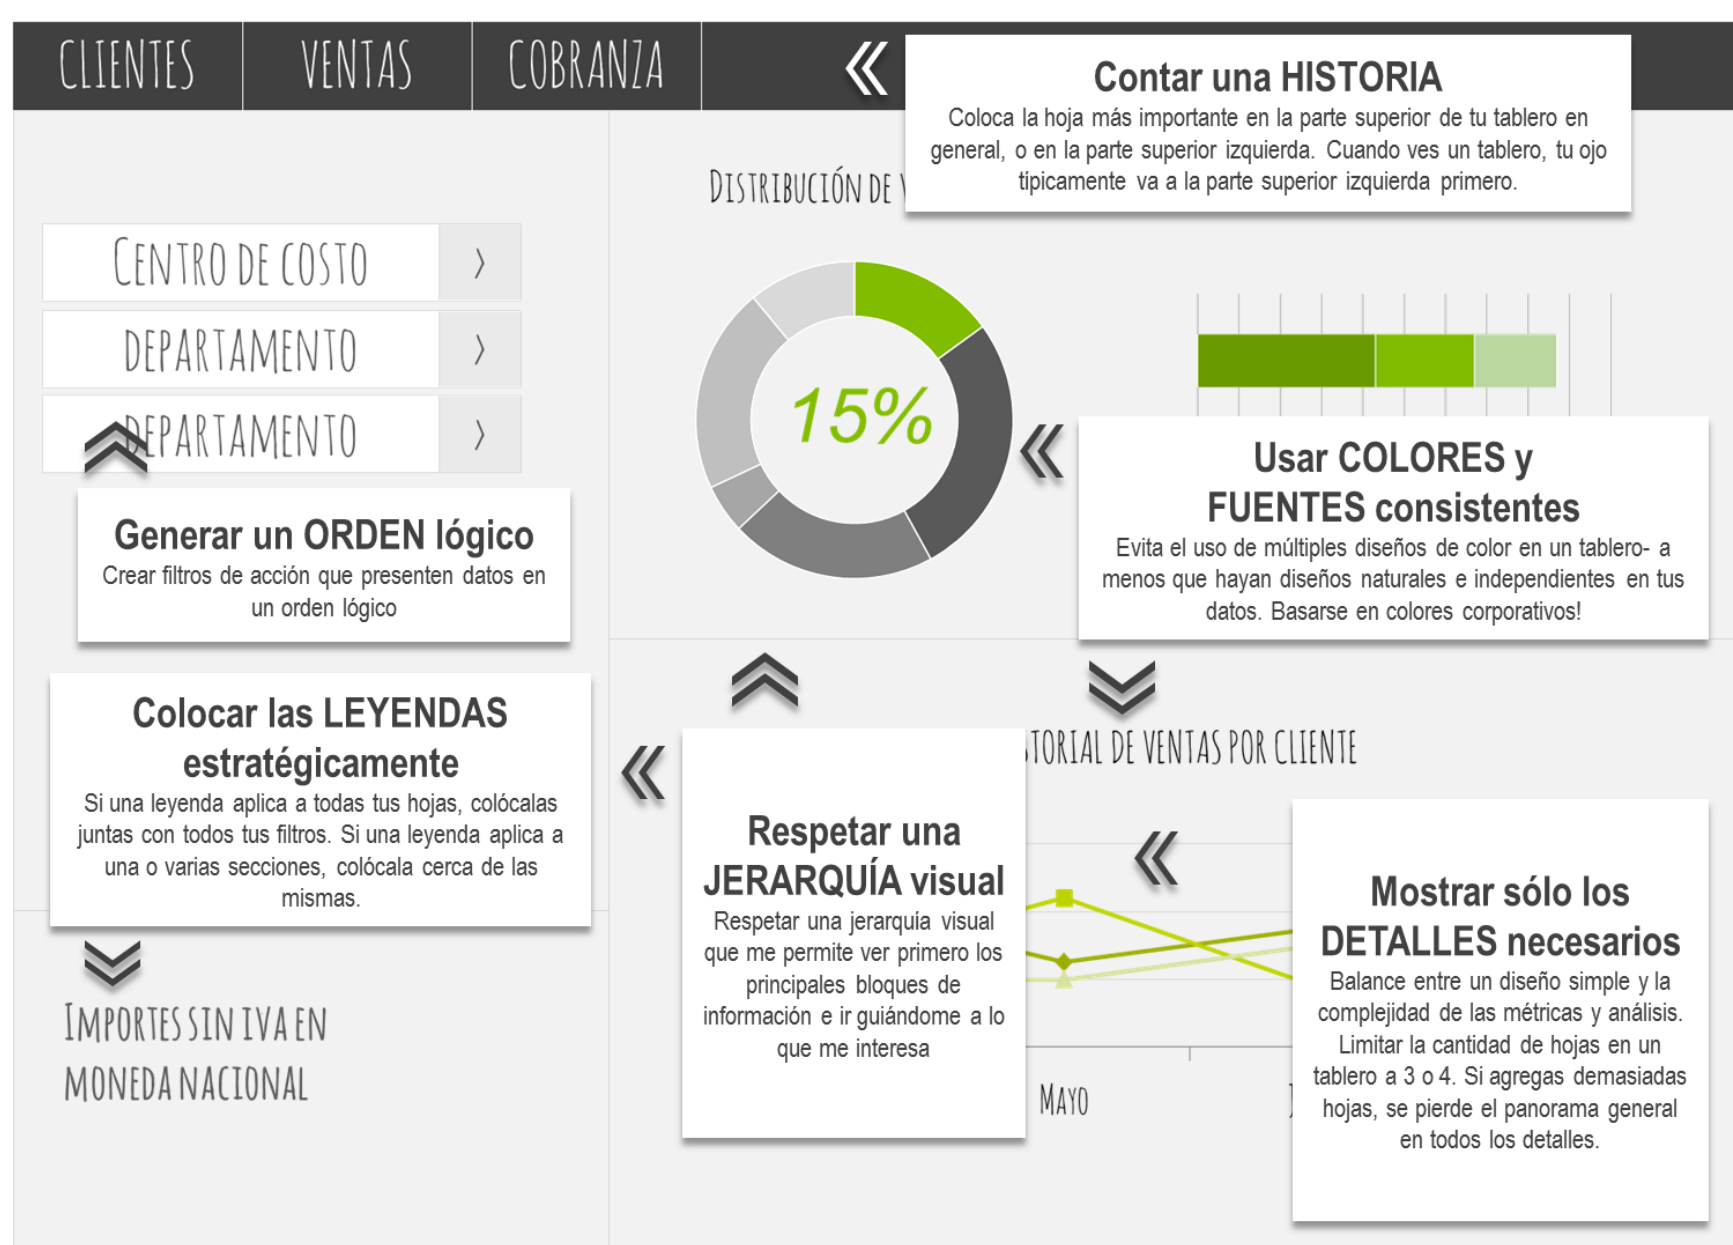 CLIENTES
VENTAS
COBRANZA
Contar una HISTORIA
Coloca la hoja más importante en la parte superior de tu tablero en
general, o en la parte superior izquierda. Cuando ves un tablero, tu ojo
típicamente va a la parte superior izquierda primero.
DISTRIBUCIÓN DE
CENTRO DE COSTO
>
DEPARTAMENTO
>
DEPARTAMENTO
>
15%
Generar un ORDEN lógico
Crear filtros de acción que presenten datos en
un orden lógico
Usar COLORES y
FUENTES consistentes
Evita el uso de múltiples diseños de color en un tablero- a
menos que hayan diseños naturales e independientes en tus
datos. Basarse en colores corporativos!
Colocar las LEYENDAS
estratégicamente
Si una leyenda aplica a todas tus hojas, colócalas
juntas con todos tus filtros. Si una leyenda aplica a
una o varias secciones, colócala cerca de las
mismas.
TORIAL DE VENTAS POR CLIENTE
Respetar una
JERARQUÍA visual
Respetar una jerarquía visual
que me permite ver primero los
principales bloques de
información e ir guiándome a lo
que me interesa
Mostrar sólo los
DETALLES necesarios
Balance entre un diseño simple y la
complejidad de las métricas y análisis.
Limitar la cantidad de hojas en un
tablero a 3 o 4. Si agregas demasiadas
hojas, se pierde el panorama general
en todos los detalles.
IMPORTES SIN IVA EN
MONEDA NACIONAL
MAYO